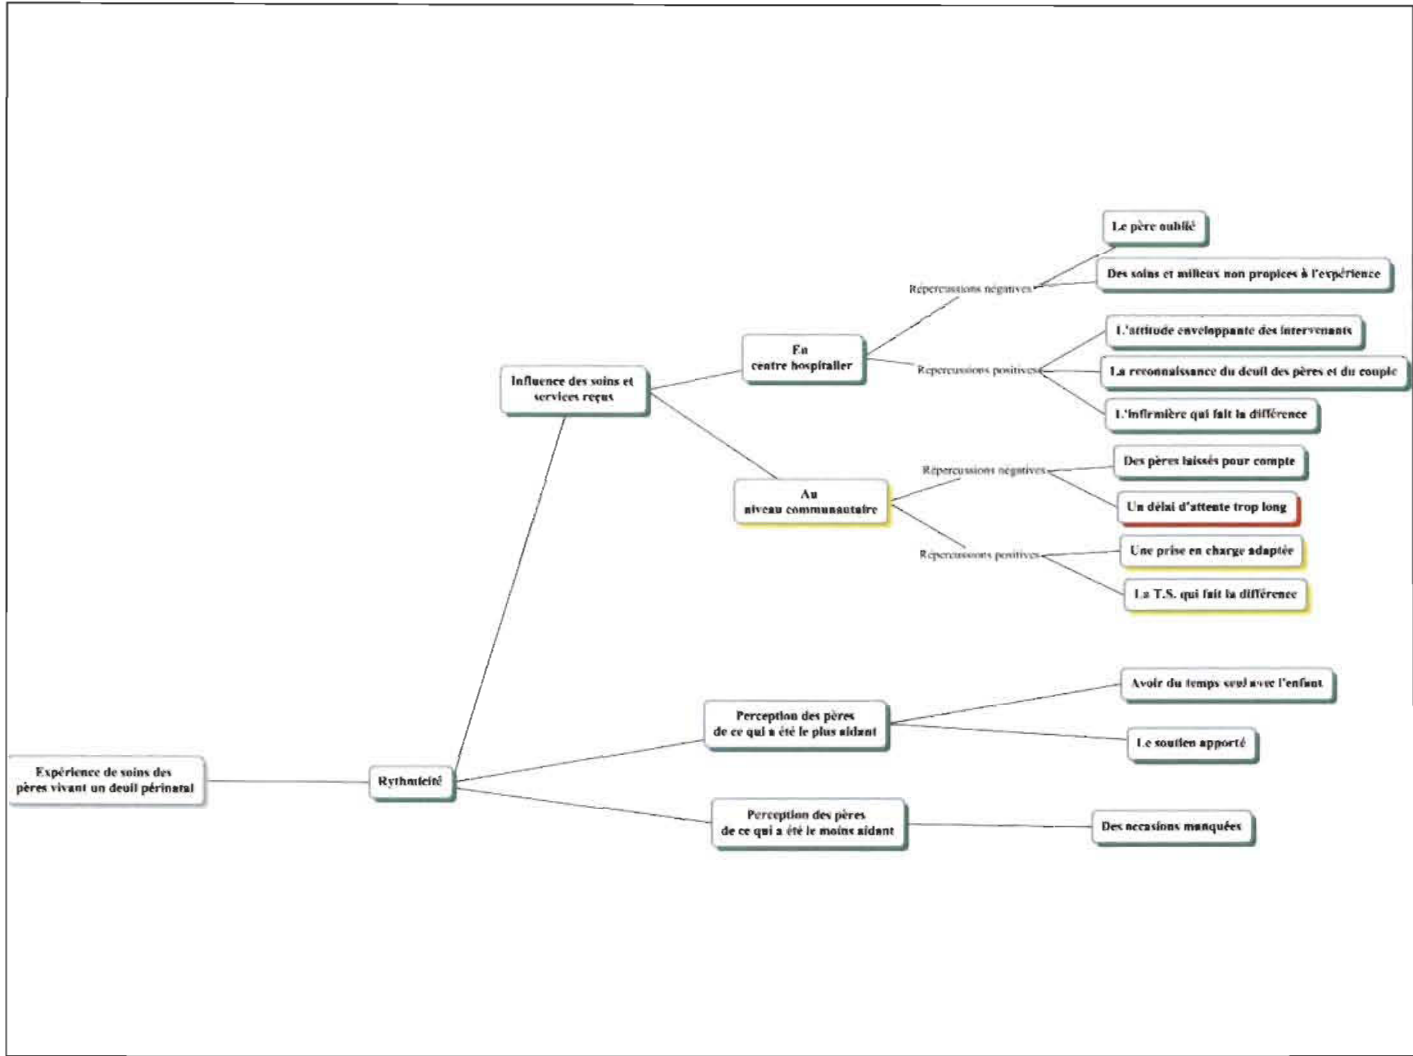 Le père oublié
Des soins et milieux non propices à l'expérience
Répercussions négatives
L'attitude enveloppante des intervenants
En
centre hospitalier
Répercussions positives
La reconnaissance du deuil des pères et du couple
Influence des soins et
services reçus
L'infirmière qui fait la différence
Des pères laissés pour compte
Répercussions négatives
Au
niveau communautaire
Un délai d'attente trop long
Une prise en charge adaptée
Répercussions positives
La T.S. qui fait la différence
Avoir du temps seul avec l'enfant
Perception des pères
de ce qui a été le plus aidant
Le soutien apporté
Expérience de soins des
pères vivant un deuil périnatal
Rythmicité
Perception des pères
de ce qui a été le moins aidant
Des occasions manquées